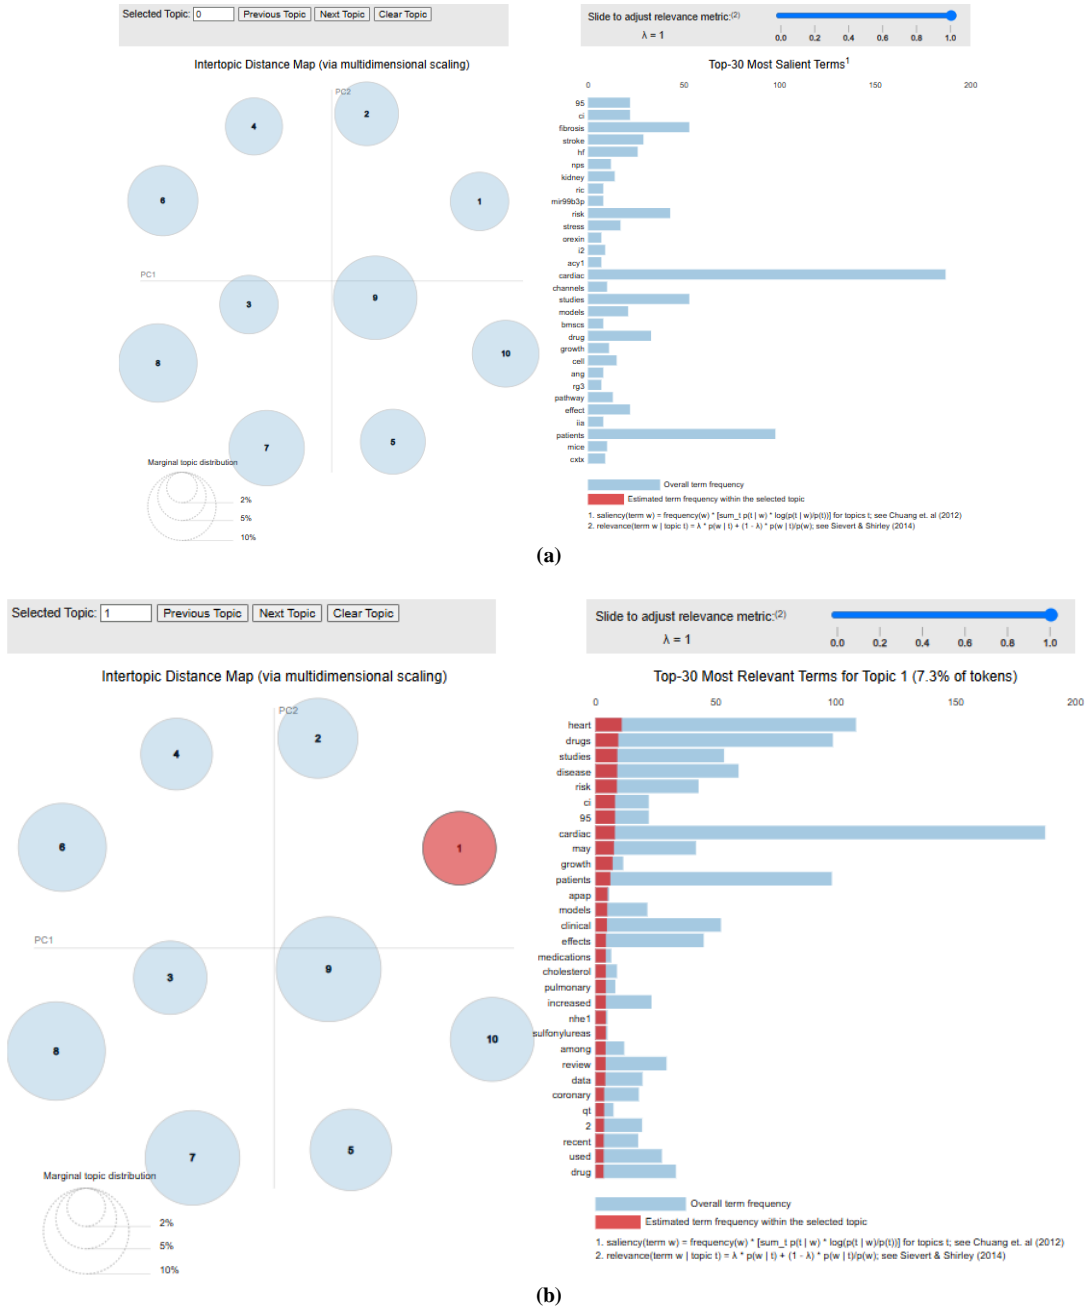 Selected Topic: 0 Previous Topic Next Topic Clear Topic
Slide to adjust relevance metric:(2)
λ = 1
0.0 0.2 0.4 0.6 0.8 1.0
Intertopic Distance Map (via multidimensional scaling)
PC2
PC1
2
4
6
1
9
3
10
8
5
7
Marginal topic distribution
2%
5%
10%
Top-30 Most Salient Terms1
0 50 100 150 200
95
ci
fibrosis
stroke
hf
nps
kidney
ric
mir99b3p
risk
stress
orexin
i2
acy1
cardiac
channels
studies
models
bmscs
drug
growth
cell
ang
rg3
pathway
effect
iia
patients
mice
cxtx
Overall term frequency
Estimated term frequency within the selected topic
1. saliency(term w) = frequency(w) * [sum_t p(t | w) * log(p(t | w)/p(t))] for topics t; see Chuang et. al (2012)
2. relevance(term w | topic t) = λ * p(w | t) + (1 - λ) * p(w | t)/p(w); see Sievert & Shirley (2014)
(a)
Selected Topic: 1 Previous Topic Next Topic Clear Topic
Slide to adjust relevance metric:(2)
λ = 1
0.0 0.2 0.4 0.6 0.8 1.0
Intertopic Distance Map (via multidimensional scaling)
PC2
PC1
2
4
6
1
9
3
10
8
5
7
Marginal topic distribution
2%
5%
10%
Top-30 Most Relevant Terms for Topic 1 (7.3% of tokens)
0 50 100 150 200
heart
drugs
studies
disease
risk
ci
95
cardiac
may
growth
patients
apap
models
clinical
effects
medications
cholesterol
pulmonary
increased
nhe1
sulfonylureas
among
review
data
coronary
qt
2
recent
used
drug
Overall term frequency
Estimated term frequency within the selected topic
1. saliency(term w) = frequency(w) * [sum_t p(t | w) * log(p(t | w)/p(t))] for topics t; see Chuang et. al (2012)
2. relevance(term w | topic t) = λ * p(w | t) + (1 - λ) * p(w | t)/p(w); see Sievert & Shirley (2014)
(b)